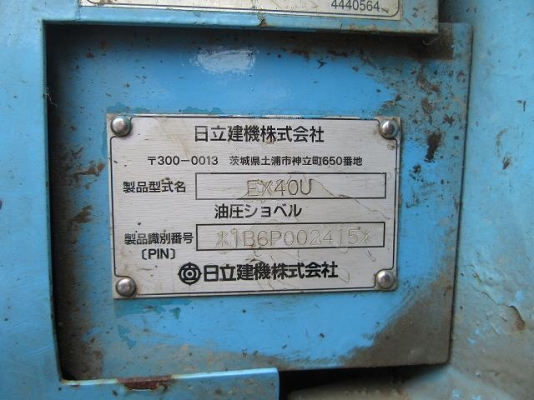 4440564
日立建機株式会社
〒300-0013 茨城県土浦市神立町650番地
製品型式名 EX40U
油圧ショベル
製品識別番号 *1B6P002415*
〔PIN〕
日立建機株式会社